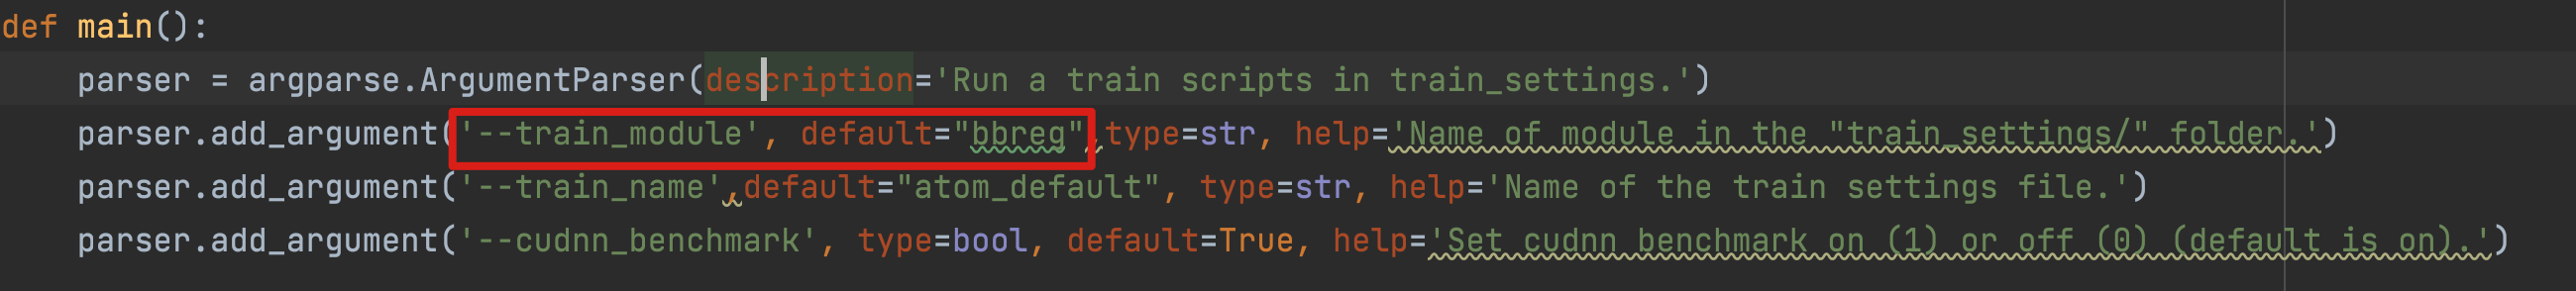 def main():
    parser = argparse.ArgumentParser(description='Run a train scripts in train_settings.')
    parser.add_argument('--train_module', default="bbreg",type=str, help='Name of module in the "train_settings/" folder.')
    parser.add_argument('--train_name',default="atom_default", type=str, help='Name of the train settings file.')
    parser.add_argument('--cudnn_benchmark', type=bool, default=True, help='Set cudnn benchmark on (1) or off (0) (default is on).')